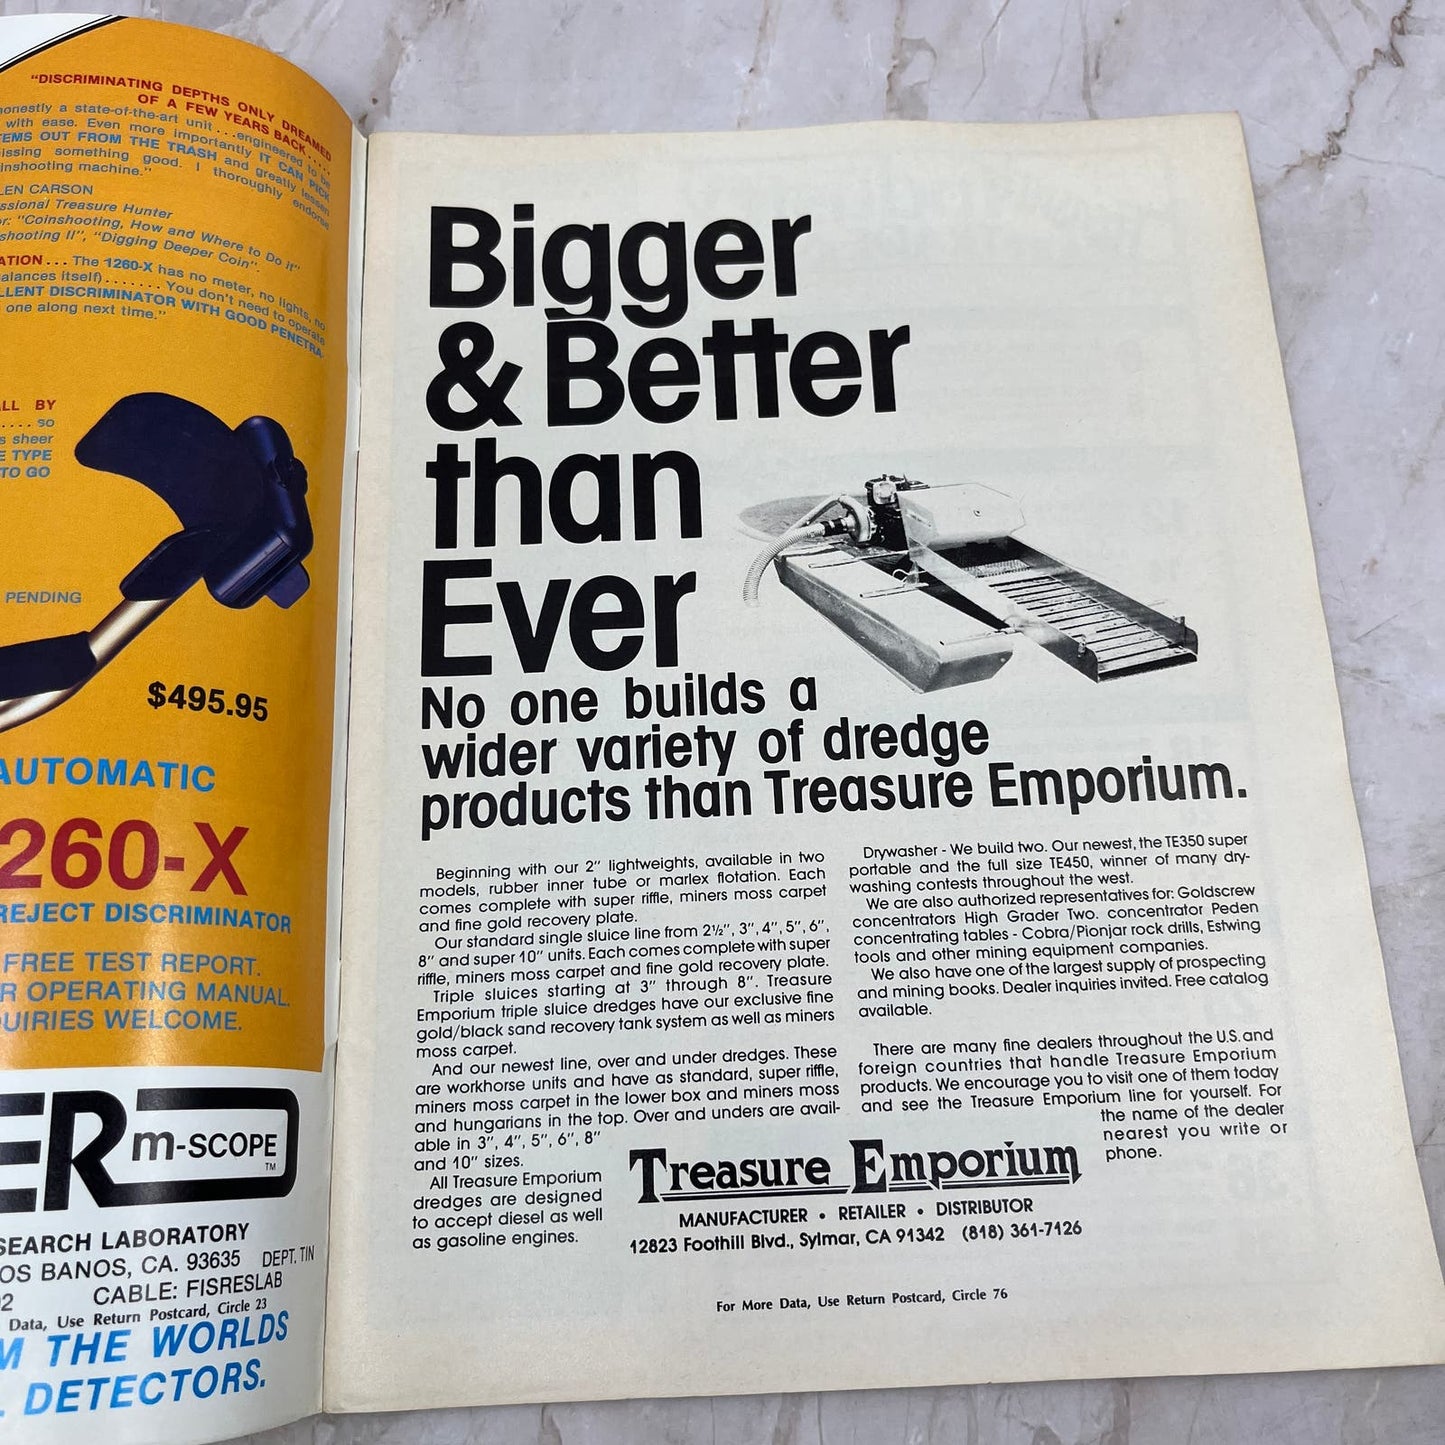 "DISCRIMINATING DEPTHS ONLY DREAMED
OF A FEW YEARS BACK . . . .
honestly a state-of-the-art unit . . . engineered to be
with ease. Even more importantly IT CAN PICK
TEMS OUT FROM THE TRASH and greatly lessen
issing something good. I thoroughly endorse
inshooting machine."
LEN CARSON
ssional Treasure Hunter
r: "Coinshooting, How and Where to Do it"
shooting II", "Digging Deeper Coin".
ATION . . . The 1260-X has no meter, no lights, no
alances itself) . . . . . . . You don't need to operate
LLENT DISCRIMINATOR WITH GOOD PENETRA-
one along next time."
ALL BY
. . . . so
s sheer
E TYPE
TO GO
PENDING
$495.95
AUTOMATIC
260-X
REJECT DISCRIMINATOR
FREE TEST REPORT.
R OPERATING MANUAL.
UIRIES WELCOME.
ER m-SCOPE
TM
SEARCH LABORATORY
OS BANOS, CA. 93635 DEPT. TIN
02 CABLE: FISRESLAB
Data, Use Return Postcard, Circle 23
M THE WORLDS
L DETECTORS.
Bigger
& Better
than
Ever
No one builds a
wider variety of dredge
products than Treasure Emporium.
Beginning with our 2" lightweights, available in two
models, rubber inner tube or marlex flotation. Each
comes complete with super riffle, miners moss carpet
and fine gold recovery plate.
Our standard single sluice line from 2½", 3", 4", 5", 6",
8" and super 10" units. Each comes complete with super
riffle, miners moss carpet and fine gold recovery plate.
Triple sluices starting at 3" through 8". Treasure
Emporium triple sluice dredges have our exclusive fine
gold/black sand recovery tank system as well as miners
moss carpet.
And our newest line, over and under dredges. These
are workhorse units and have as standard, super riffle,
miners moss carpet in the lower box and miners moss
and hungarians in the top. Over and unders are avail-
able in 3", 4", 5", 6", 8"
and 10" sizes.
All Treasure Emporium
dredges are designed
to accept diesel as well
as gasoline engines.
Drywasher - We build two. Our newest, the TE350 super
portable and the full size TE450, winner of many dry-
washing contests throughout the west.
We are also authorized representatives for: Goldscrew
concentrators High Grader Two. concentrator Peden
concentrating tables - Cobra/Pionjar rock drills, Estwing
tools and other mining equipment companies.
We also have one of the largest supply of prospecting
and mining books. Dealer inquiries invited. Free catalog
available.
There are many fine dealers throughout the U.S. and
foreign countries that handle Treasure Emporium
products. We encourage you to visit one of them today
and see the Treasure Emporium line for yourself. For
the name of the dealer
nearest you write or
phone.
Treasure Emporium
MANUFACTURER • RETAILER • DISTRIBUTOR
12823 Foothill Blvd., Sylmar, CA 91342 (818) 361-7126
For More Data, Use Return Postcard, Circle 76